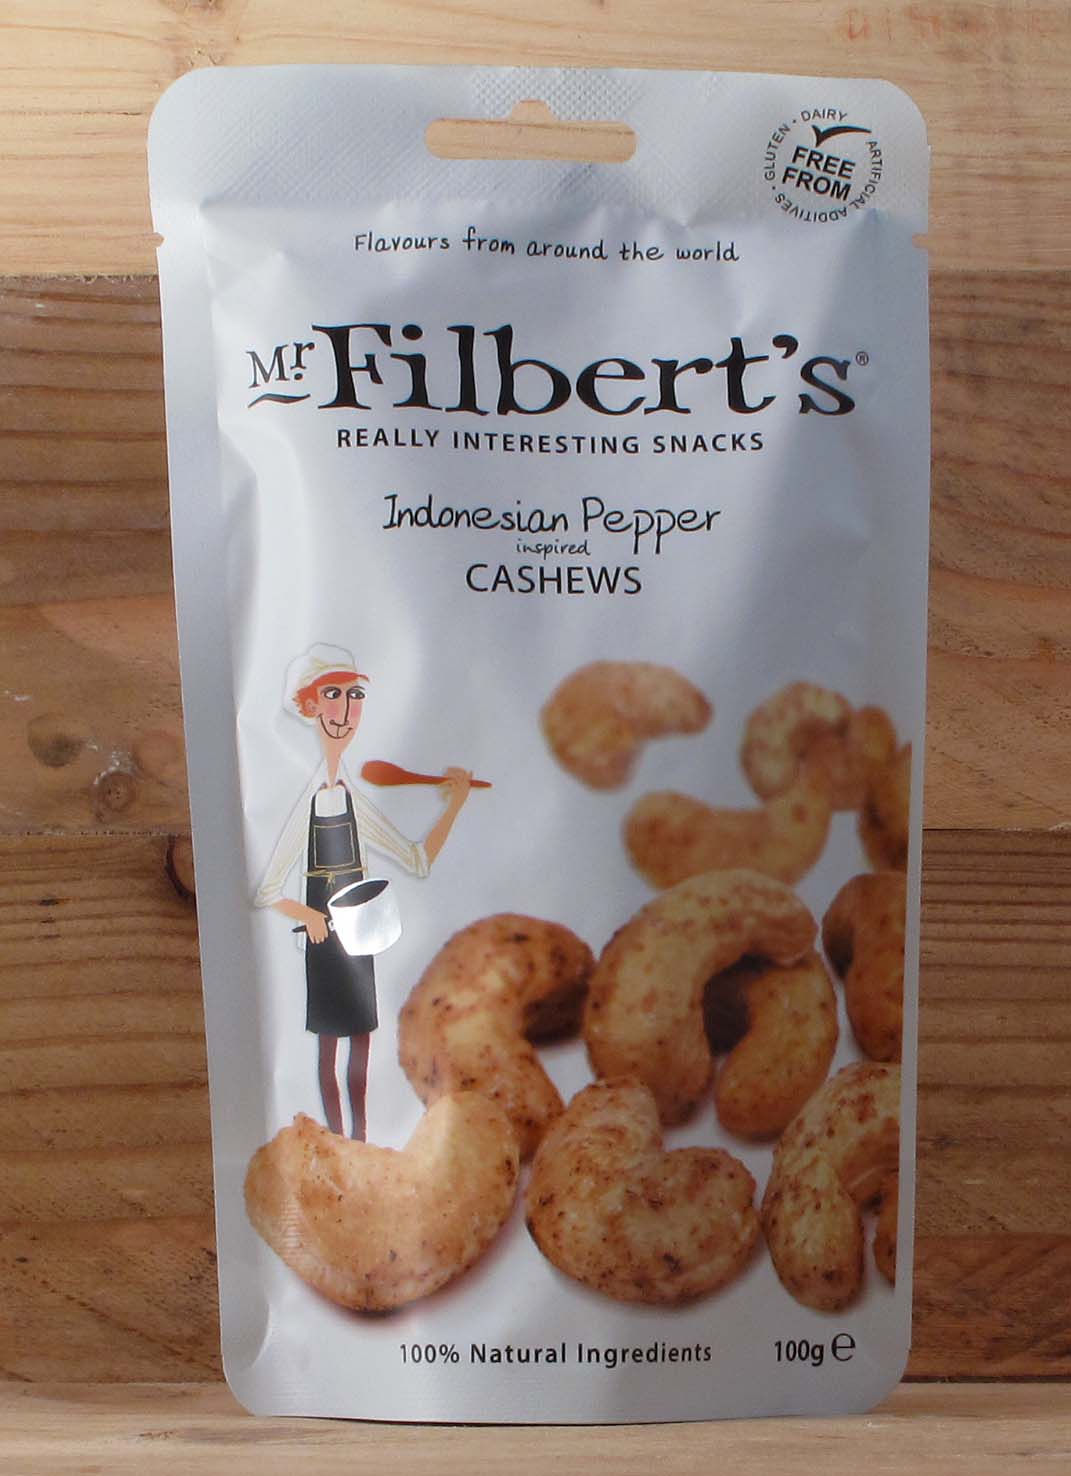 GLUTEN • DAIRY
ARTIFICIAL ADDITIVES •
FREE
FROM
Flavours from around the world
Mr Filbert's®
REALLY INTERESTING SNACKS
Indonesian Pepper
inspired
CASHEWS
100% Natural Ingredients
100g ℮